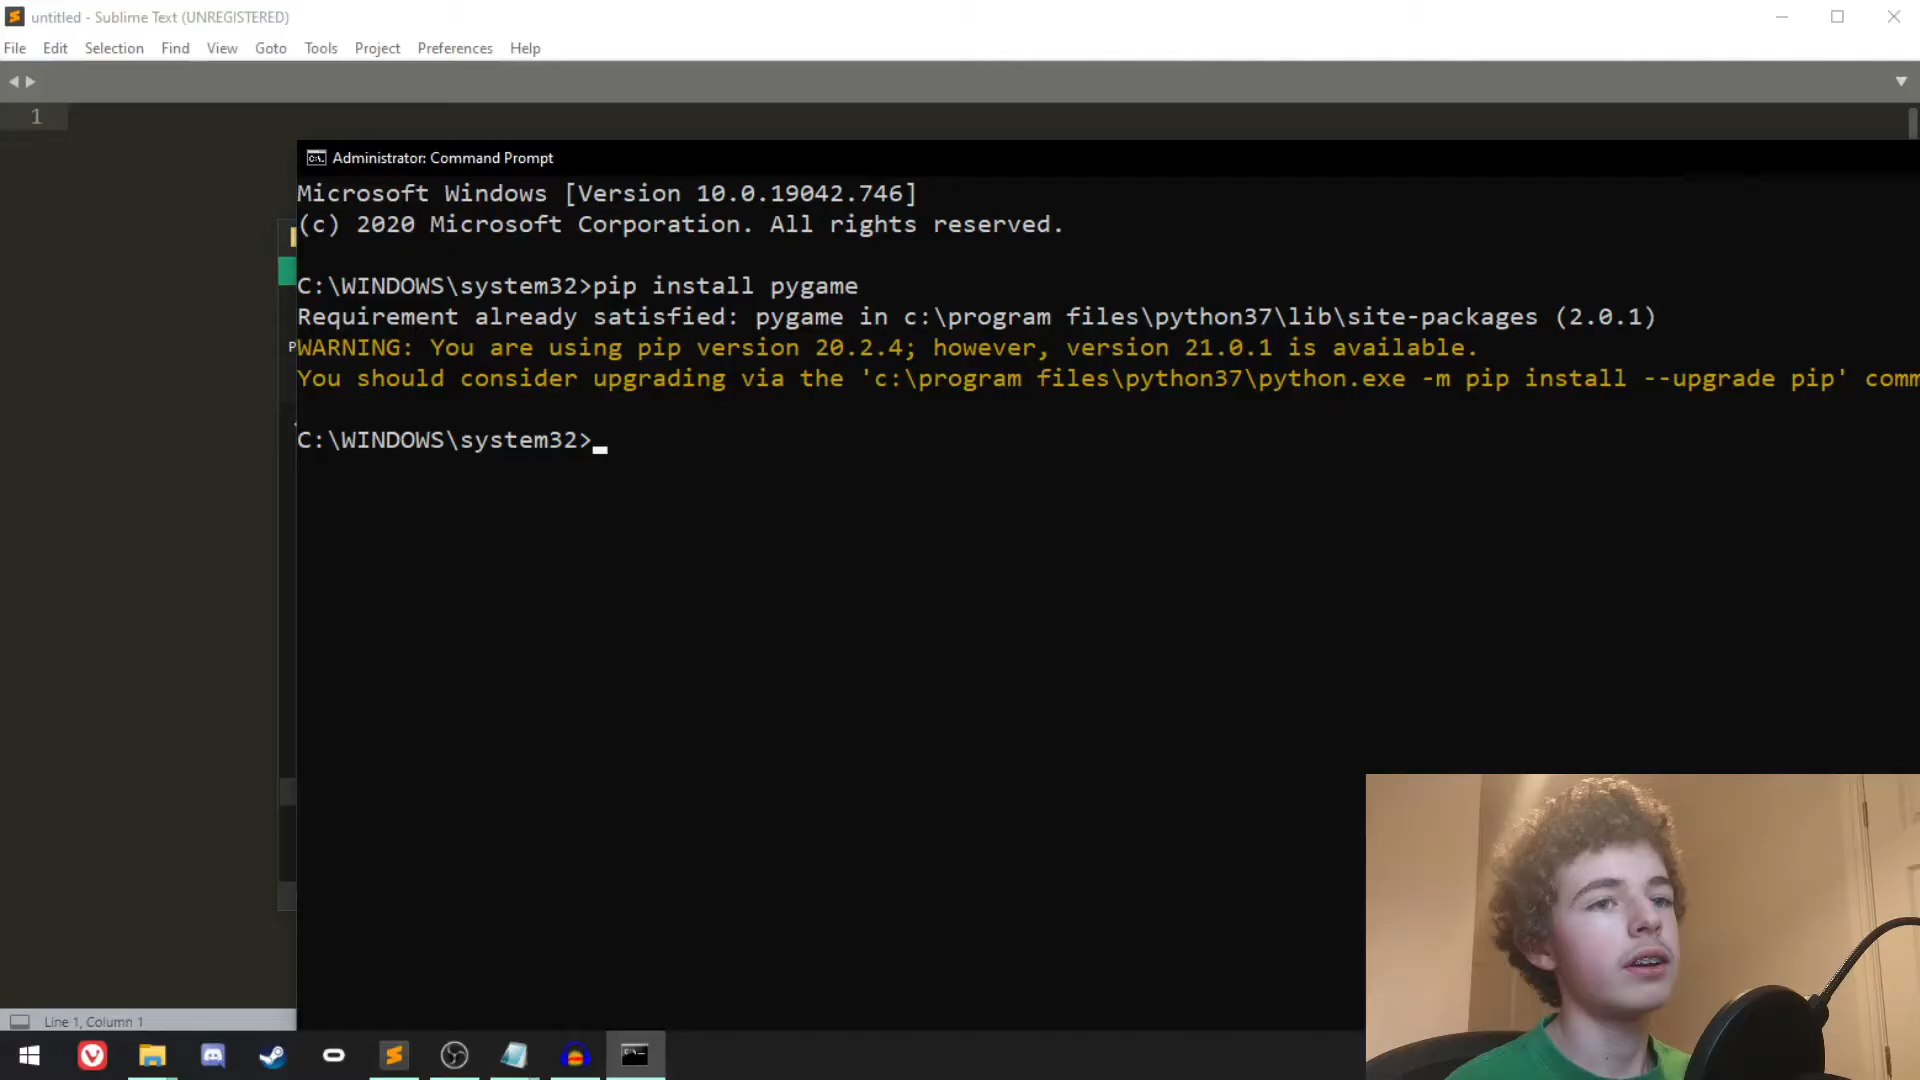 untitled - Sublime Text (UNREGISTERED)
File Edit Selection Find View Goto Tools Project Preferences Help
1
Administrator: Command Prompt
Microsoft Windows [Version 10.0.19042.746]
(c) 2020 Microsoft Corporation. All rights reserved.
C:\WINDOWS\system32>pip install pygame
Requirement already satisfied: pygame in c:\program files\python37\lib\site-packages (2.0.1)
P
WARNING: You are using pip version 20.2.4; however, version 21.0.1 is available.
You should consider upgrading via the 'c:\program files\python37\python.exe -m pip install --upgrade pip' comm
C:\WINDOWS\system32>
Line 1, Column 1